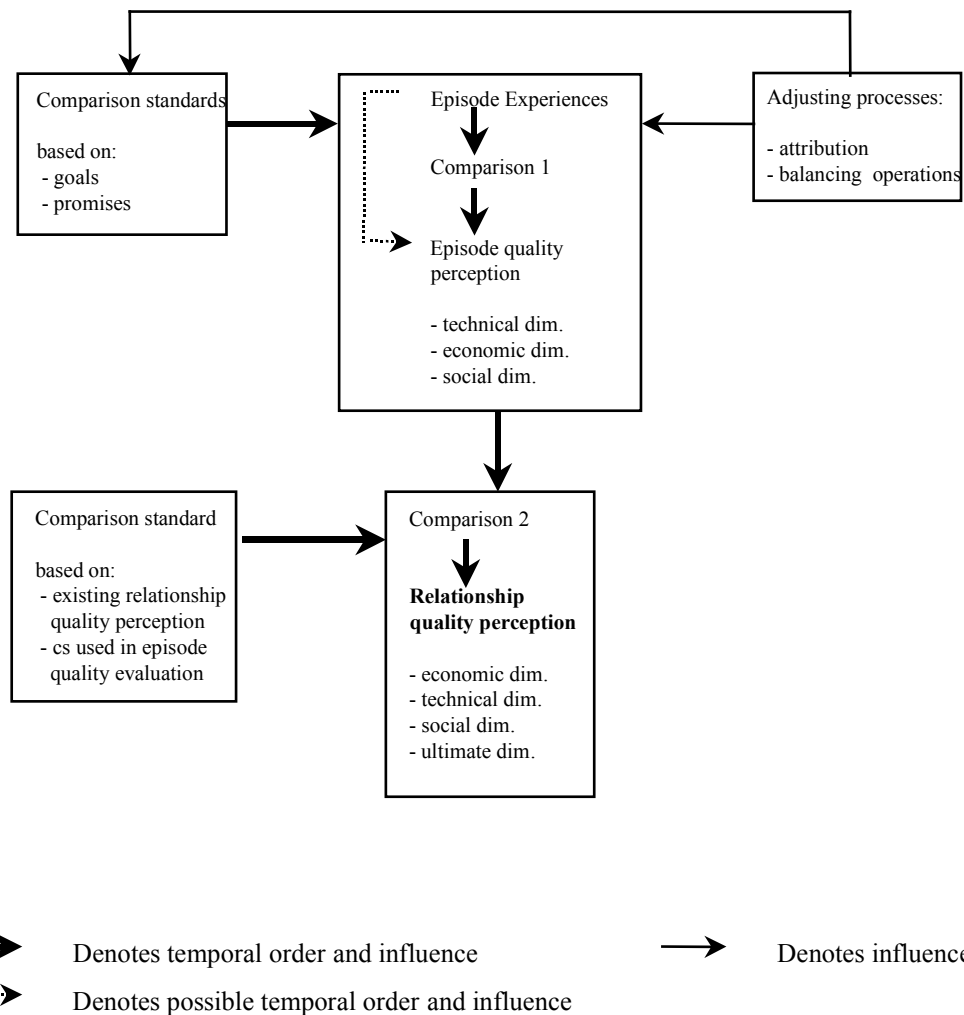 Comparison standards
based on:
- goals
- promises
Episode Experiences
Comparison 1
Episode quality
perception
- technical dim.
- economic dim.
- social dim.
Adjusting processes:
- attribution
- balancing operations
Comparison standard
based on:
- existing relationship
quality perception
- cs used in episode
quality evaluation
Comparison 2
Relationship
quality perception
- economic dim.
- technical dim.
- social dim.
- ultimate dim.
Denotes temporal order and influence
Denotes influence
Denotes possible temporal order and influence